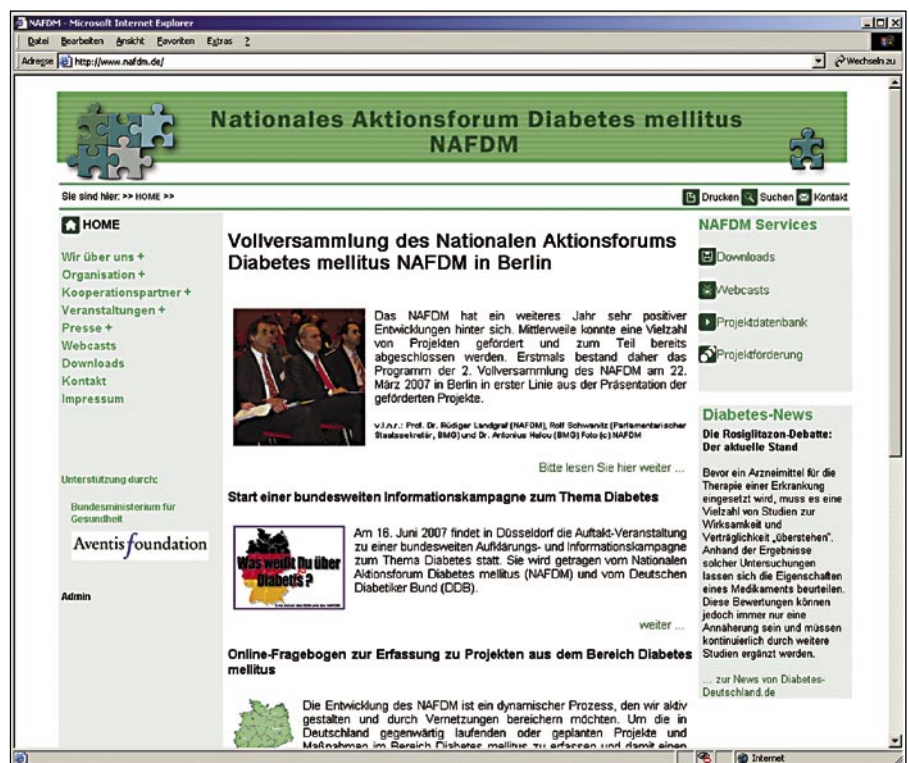 NAFDM - Microsoft Internet Explorer
Datei Bearbeiten Ansicht Favoriten Extras ?
Adresse http://www.nafdm.de/ Wechseln zu
Nationales Aktionsforum Diabetes mellitus
NAFDM
Sie sind hier: >> HOME >>
Drucken Suchen Kontakt
HOME
Wir über uns +
Organisation +
Kooperationspartner +
Veranstaltungen +
Presse +
Webcasts
Downloads
Kontakt
Impressum
Unterstützung durch:
Bundesministerium für
Gesundheit
Aventis foundation
Admin
Vollversammlung des Nationalen Aktionsforums
Diabetes mellitus NAFDM in Berlin
Das NAFDM hat ein weiteres Jahr sehr positiver
Entwicklungen hinter sich. Mittlerweile konnte eine Vielzahl
von Projekten gefördert und zum Teil bereits
abgeschlossen werden. Erstmals bestand daher das
Programm der 2. Vollversammlung des NAFDM am 22.
März 2007 in Berlin in erster Linie aus der Präsentation der
geförderten Projekte.
v.l.n.r.: Prof. Dr. Rüdiger Landgraf (NAFDM), Rolf Schwanitz (Parlamentarischer
Staatssekretär, BMG) und Dr. Antonius Helou (BMG) Foto (c) NAFDM
Bitte lesen Sie hier weiter ...
Start einer bundesweiten Informationskampagne zum Thema Diabetes
Was weißt Du über
Diabetes ?
Am 16. Juni 2007 findet in Düsseldorf die Auftakt-Veranstaltung
zu einer bundesweiten Aufklärungs- und Informationskampagne
zum Thema Diabetes statt. Sie wird getragen vom Nationalen
Aktionsforum Diabetes mellitus (NAFDM) und vom Deutschen
Diabetiker Bund (DDB).
weiter ...
Online-Fragebogen zur Erfassung zu Projekten aus dem Bereich Diabetes
mellitus
Die Entwicklung des NAFDM ist ein dynamischer Prozess, den wir aktiv
gestalten und durch Vernetzungen bereichern möchten. Um die in
Deutschland gegenwärtig laufenden oder geplanten Projekte und
Maßnahmen im Bereich Diabetes mellitus zu erfassen und damit einen
NAFDM Services
Downloads
Webcasts
Projektdatenbank
Projektförderung
Diabetes-News
Die Rosiglitazon-Debatte:
Der aktuelle Stand
Bevor ein Arzneimittel für die
Therapie einer Erkrankung
eingesetzt wird, muss es eine
Vielzahl von Studien zur
Wirksamkeit und
Verträglichkeit „überstehen".
Anhand der Ergebnisse
solcher Untersuchungen
lassen sich die Eigenschaften
eines Medikaments beurteilen.
Diese Bewertungen können
jedoch immer nur eine
Annäherung sein und müssen
kontinuierlich durch weitere
Studien ergänzt werden.
... zur News von Diabetes-
Deutschland.de
Internet